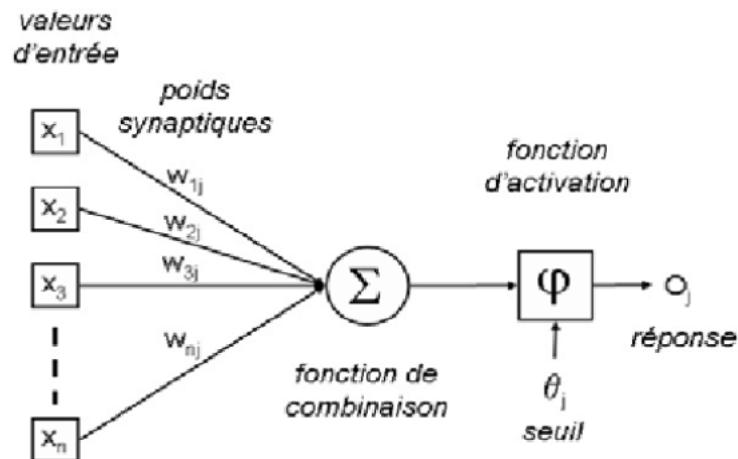 valeurs
d'entrée
poids
synaptiques
x₁
x₂
x₃
xₙ
w₁ⱼ
w₂ⱼ
w₃ⱼ
wₙⱼ
Σ
fonction de
combinaison
fonction
d'activation
φ
θⱼ
seuil
oⱼ
réponse